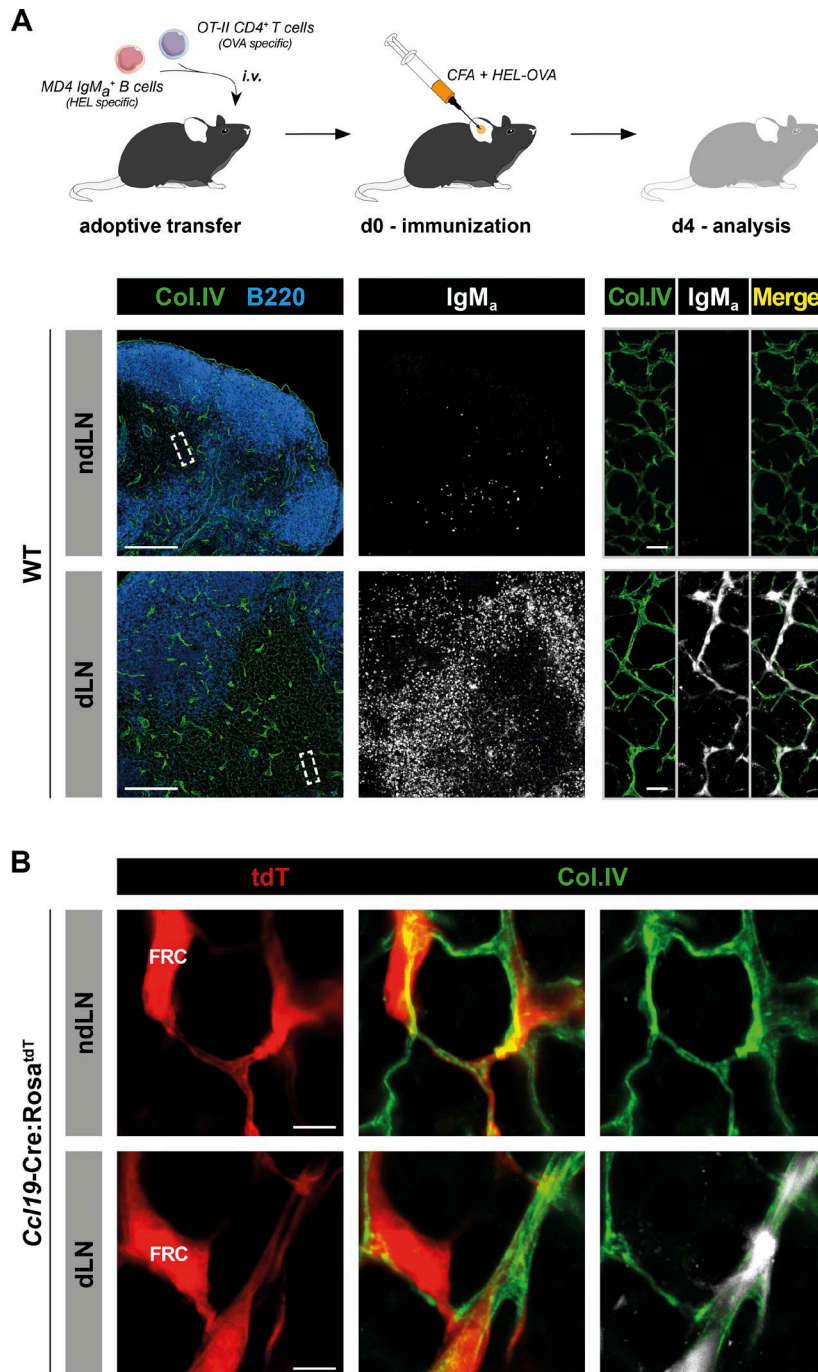 A
OT-II CD4⁺ T cells
(OVA specific)
MD4 IgMₐ⁺ B cells
(HEL specific)
i.v.
CFA + HEL-OVA
adoptive transfer
d0 - immunization
d4 - analysis
Col.IV B220
IgMₐ
Col.IV
IgMₐ
Merge
WT
ndLN
dLN
B
tdT
Col.IV
Ccl19-Cre:Rosaᵗᵈᵀ
ndLN
FRC
dLN
FRC